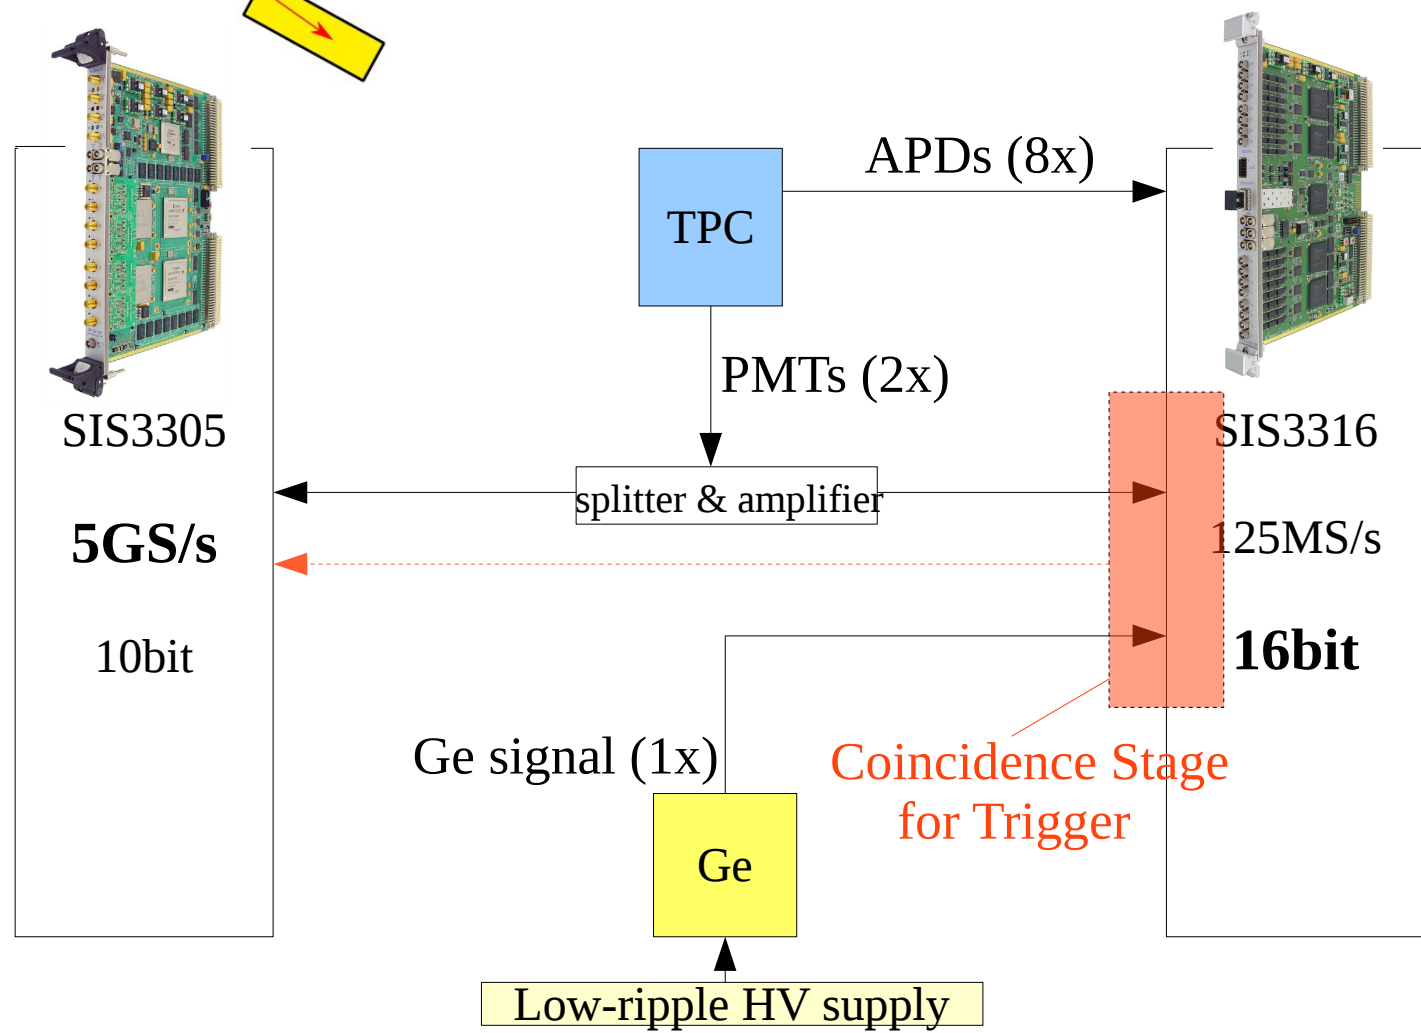 APDs (8x)
TPC
PMTs (2x)
SIS3305
SIS3316
splitter & amplifier
5GS/s
125MS/s
10bit
16bit
Ge signal (1x)
Coincidence Stage
for Trigger
Ge
Low-ripple HV supply